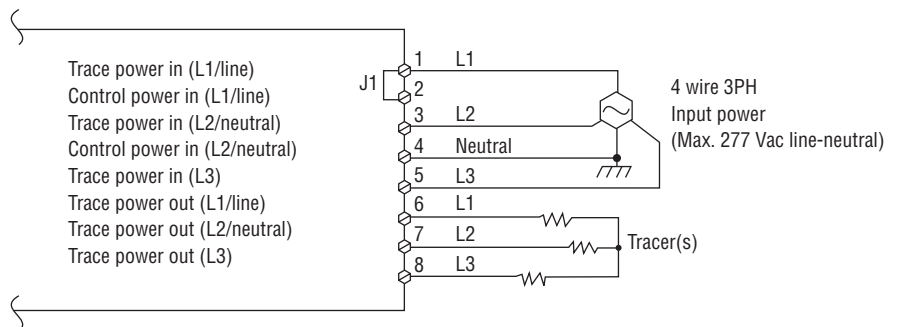 Trace power in (L1/line)
Control power in (L1/line)
Trace power in (L2/neutral)
Control power in (L2/neutral)
Trace power in (L3)
Trace power out (L1/line)
Trace power out (L2/neutral)
Trace power out (L3)
J1
1 L1
2
3 L2
4 Neutral
5 L3
6 L1
7 L2
8 L3
4 wire 3PH
Input power
(Max. 277 Vac line-neutral)
Tracer(s)